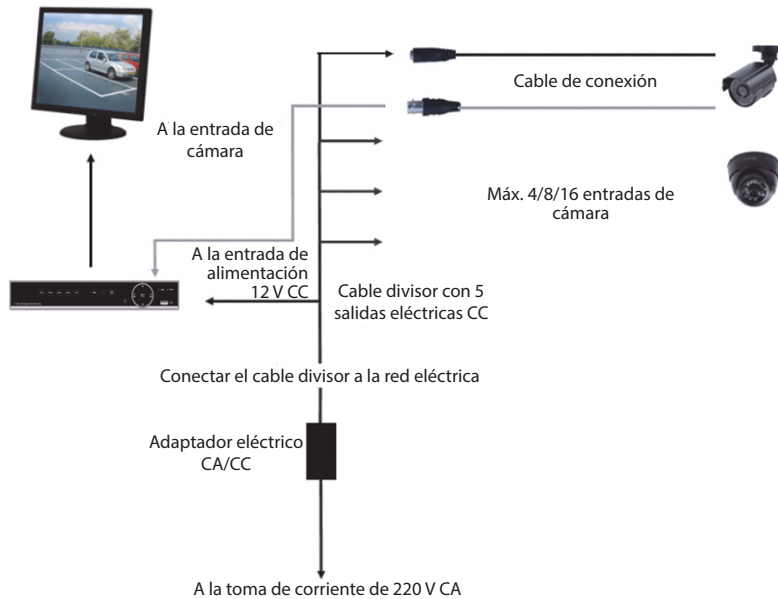 Cable de conexión
A la entrada de
cámara
Máx. 4/8/16 entradas de
cámara
A la entrada de
alimentación
12 V CC
Cable divisor con 5
salidas eléctricas CC
Conectar el cable divisor a la red eléctrica
Adaptador eléctrico
CA/CC
A la toma de corriente de 220 V CA